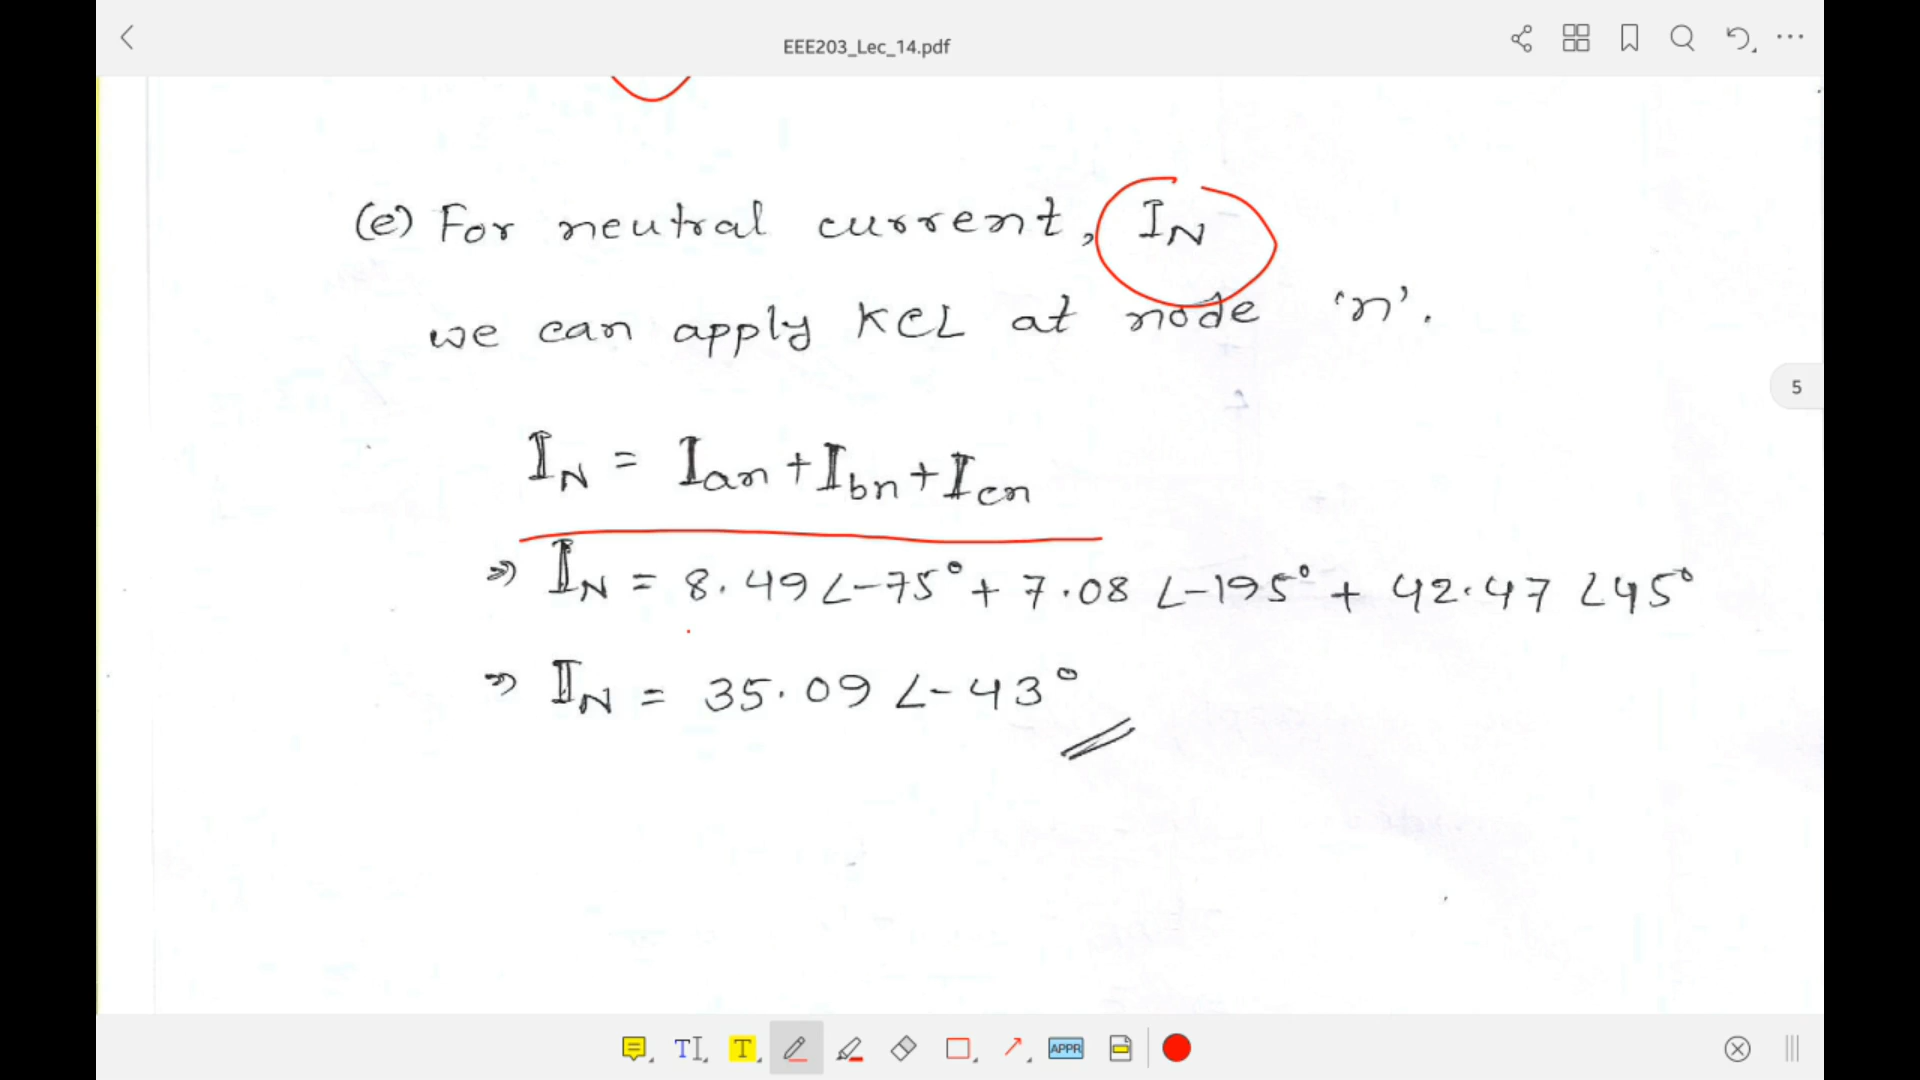 EEE203_Lec_14.pdf
(e) For neutral current, IN
we can apply KCL at node 'n'.
5
IN = Ian + Ibn + Icn
⇒ IN = 8.49∠-75° + 7.08∠-195° + 42.47∠45°
⇒ IN = 35.09∠-43°
TI T APPR